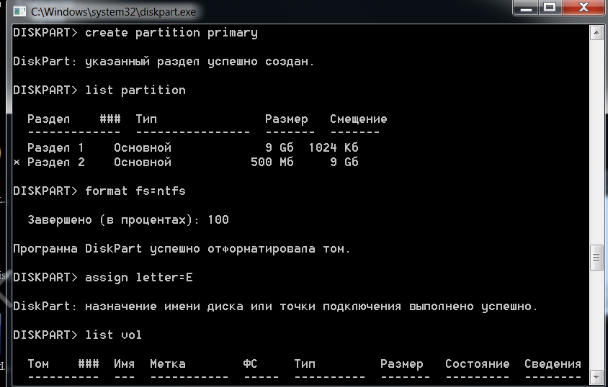 C:\Windows\system32\diskpart.exe
DISKPART> create partition primary
DiskPart: указанный раздел успешно создан.
DISKPART> list partition
Раздел ### Тип Размер Смещение
------------- ---------------- ------- -------
Раздел 1 Основной 9 Gб 1024 Kб
* Раздел 2 Основной 500 Mб 9 Gб
DISKPART> format fs=ntfs
Завершено (в процентах): 100
Программа DiskPart успешно отформатировала том.
DISKPART> assign letter=E
DiskPart: назначение имени диска или точки подключения выполнено успешно.
DISKPART> list vol
Том ### Имя Метка ФС Тип Размер Состояние Сведения
---------- --- ----------- ----- ---------- ------- --------- --------